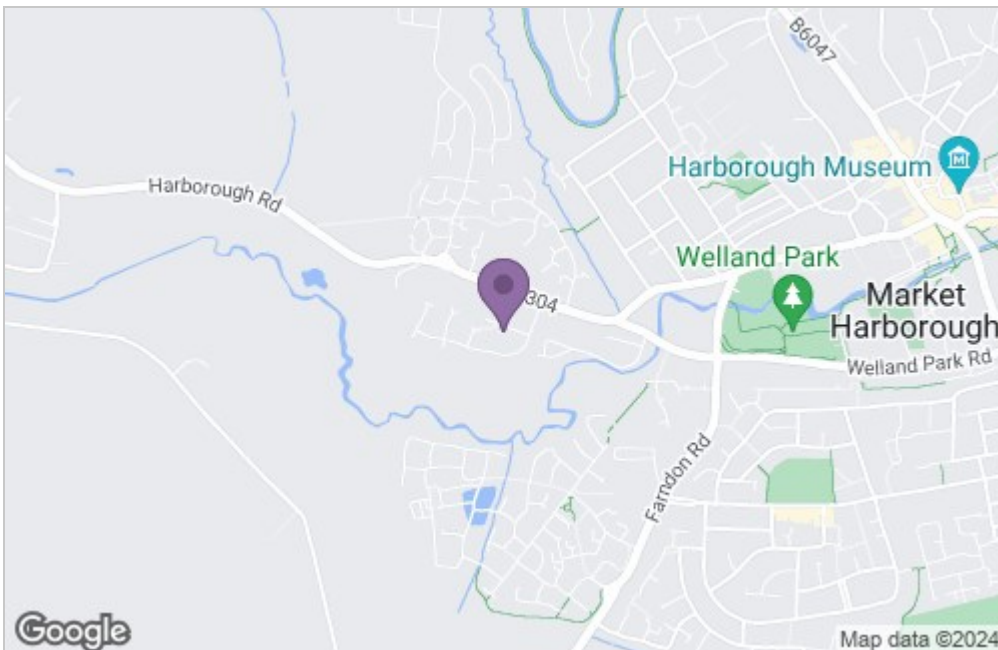 B6047
Harborough Museum
Harborough Rd
Welland Park
304
Market
Harborough
Welland Park Rd
Farndon Rd
Google
Map data ©2024